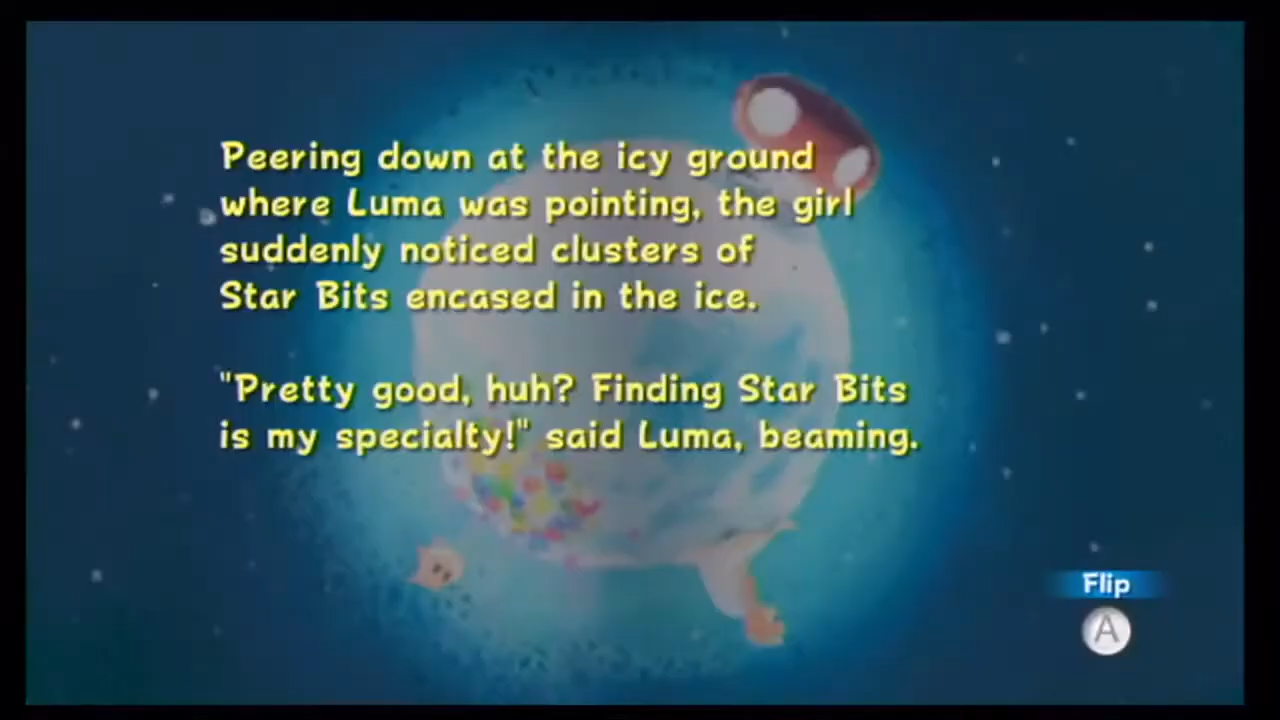 Peering down at the icy ground
where Luma was pointing, the girl
suddenly noticed clusters of
Star Bits encased in the ice.
"Pretty good, huh? Finding Star Bits
is my specialty!" said Luma, beaming.
Flip
A